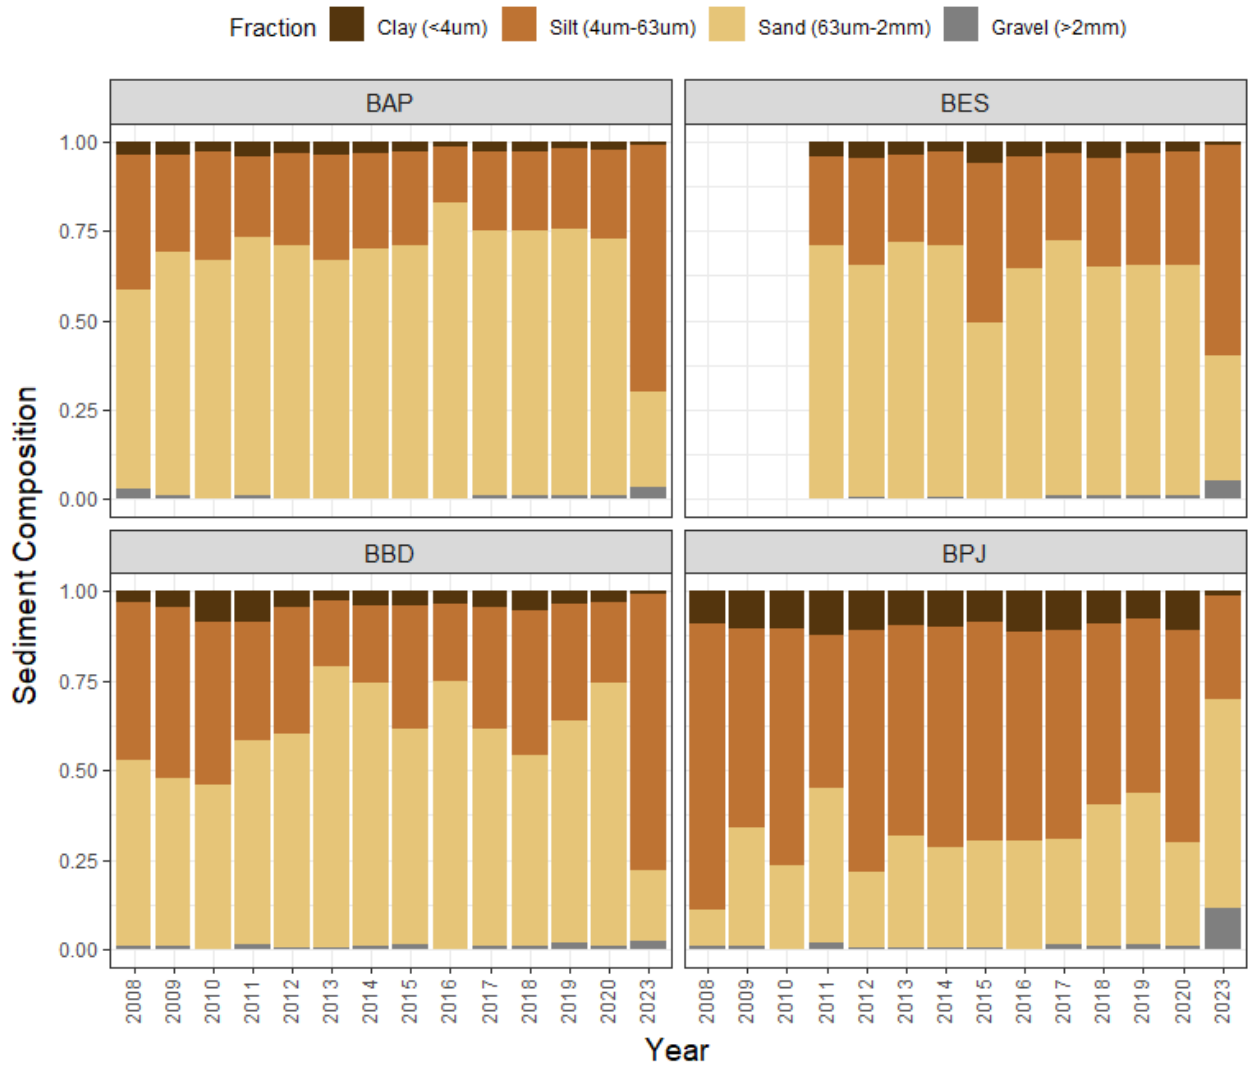 Fraction Clay (<4um) Silt (4um-63um) Sand (63um-2mm) Gravel (>2mm)
BAP BES
1.00
0.75
0.50
0.25
0.00
BBD BPJ
1.00
0.75
0.50
0.25
0.00
Sediment Composition
2008 2009 2010 2011 2012 2013 2014 2015 2016 2017 2018 2019 2020 2023 2008 2009 2010 2011 2012 2013 2014 2015 2016 2017 2018 2019 2020 2023
Year